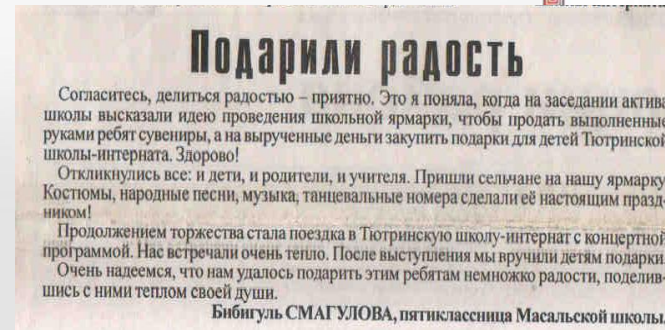 Подарили радость
Согласитесь, делиться радостью – приятно. Это я поняла, когда на заседании актива
школы высказали идею проведения школьной ярмарки, чтобы продать выполненные
руками ребят сувениры, а на вырученные деньги закупить подарки для детей Тютринской
школы-интерната. Здорово!
Откликнулись все: и дети, и родители, и учителя. Пришли сельчане на нашу ярмарку.
Костюмы, народные песни, музыка, танцевальные номера сделали её настоящим празд-
ником!
Продолжением торжества стала поездка в Тютринскую школу-интернат с концертной
программой. Нас встречали очень тепло. После выступления мы вручили детям подарки.
Очень надеемся, что нам удалось подарить этим ребятам немножко радости, поделив-
шись с ними теплом своей души.
Бибигуль СМАГУЛОВА, пятиклассница Масальской школы.